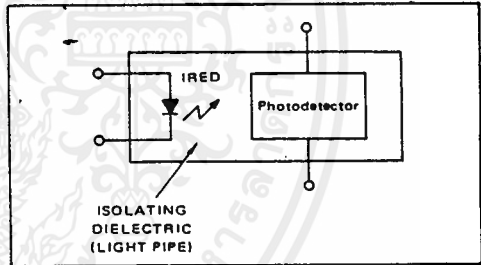 IRED
Photodetector
ISOLATING
DIELECTRIC
(LIGHT PIPE)